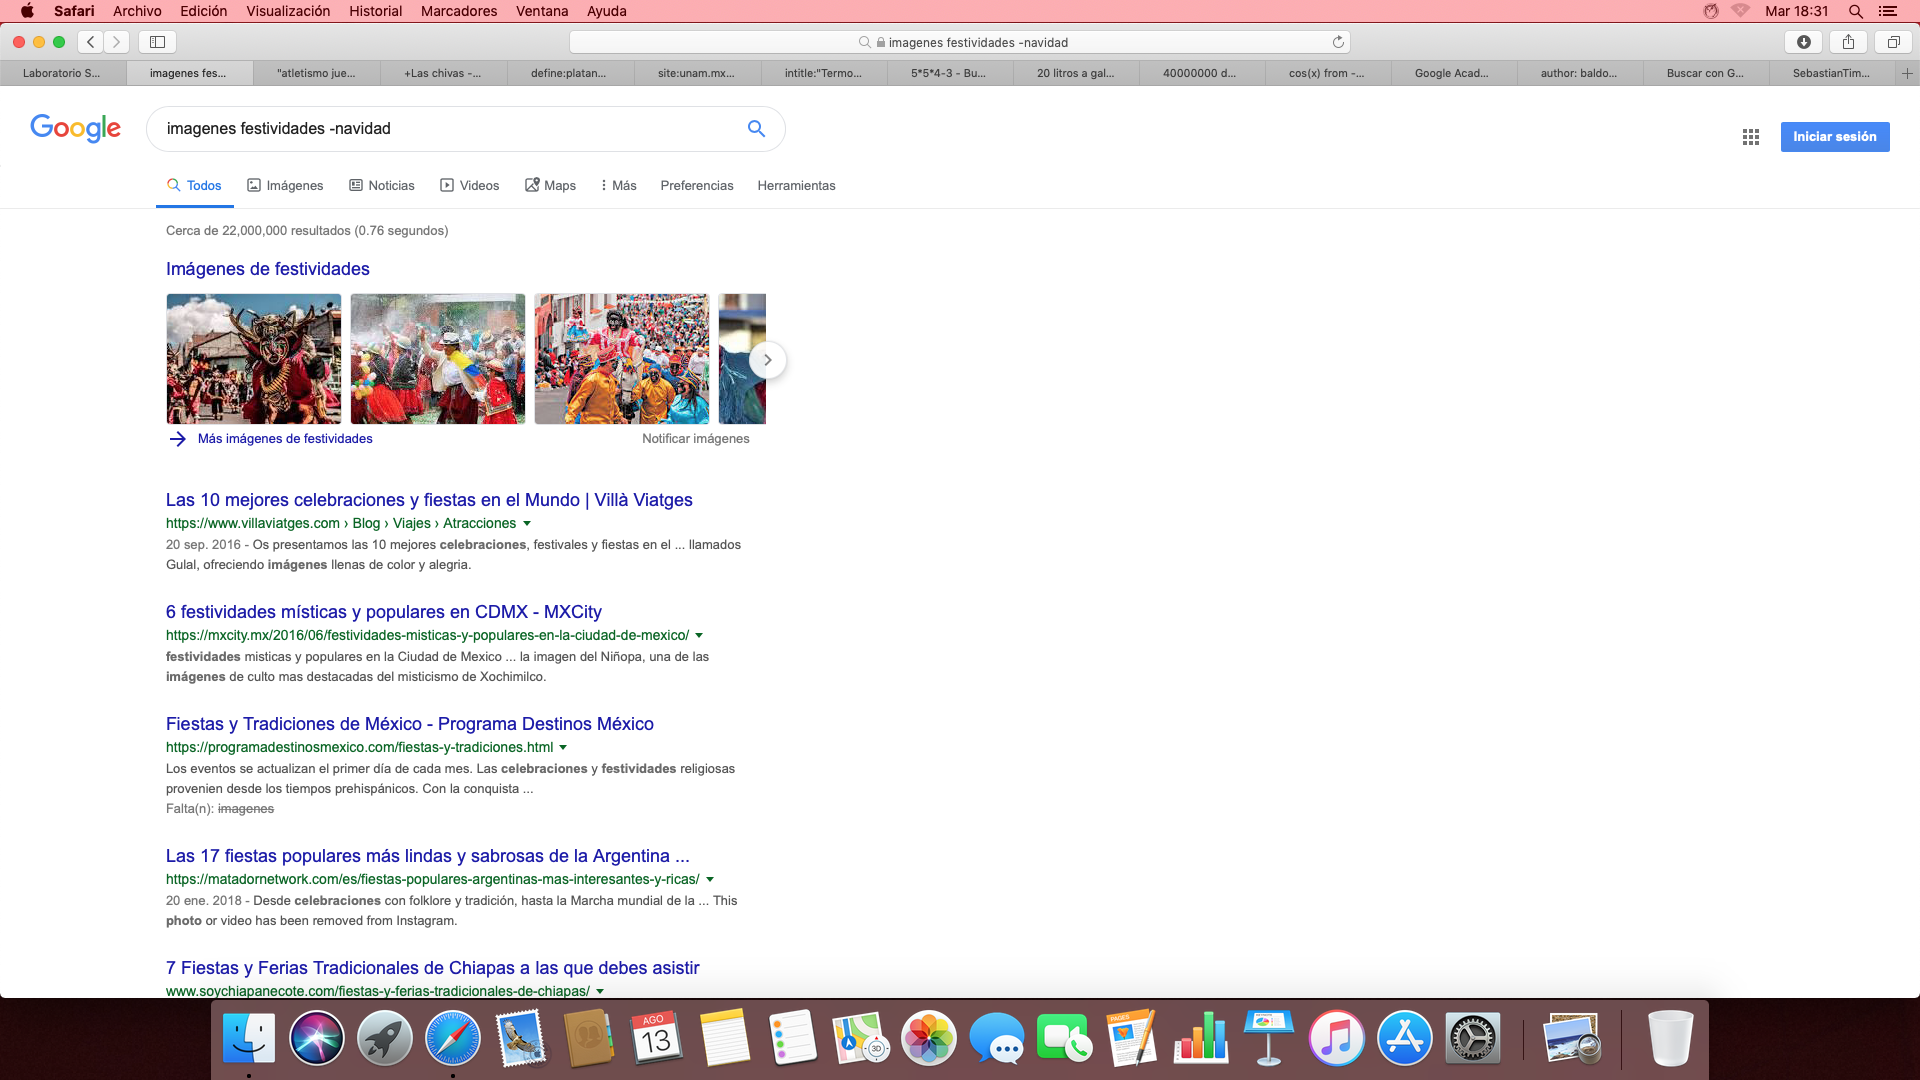 Safari Archivo Edición Visualización Historial Marcadores Ventana Ayuda Mar 18:31
imagenes festividades -navidad
Laboratorio S... imagenes fes... "atletismo jue... +Las chivas -... define:platan... site:unam.mx... intitle:"Termo... 5*5*4-3 - Bu... 20 litros a gal... 40000000 d... cos(x) from -... Google Acad... author: baldo... Buscar con G... SebastianTim...
Google imagenes festividades -navidad
Iniciar sesión
Todos Imágenes Noticias Videos Maps Más Preferencias Herramientas
Cerca de 22,000,000 resultados (0.76 segundos)
Imágenes de festividades
Más imágenes de festividades Notificar imágenes
Las 10 mejores celebraciones y fiestas en el Mundo | Villà Viatges
https://www.villaviatges.com › Blog › Viajes › Atracciones
20 sep. 2016 - Os presentamos las 10 mejores celebraciones, festivales y fiestas en el ... llamados
Gulal, ofreciendo imágenes llenas de color y alegria.
6 festividades místicas y populares en CDMX - MXCity
https://mxcity.mx/2016/06/festividades-misticas-y-populares-en-la-ciudad-de-mexico/
festividades misticas y populares en la Ciudad de Mexico ... la imagen del Niñopa, una de las
imágenes de culto mas destacadas del misticismo de Xochimilco.
Fiestas y Tradiciones de México - Programa Destinos México
https://programadestinosmexico.com/fiestas-y-tradiciones.html
Los eventos se actualizan el primer día de cada mes. Las celebraciones y festividades religiosas
provienen desde los tiempos prehispánicos. Con la conquista ...
Falta(n): imagenes
Las 17 fiestas populares más lindas y sabrosas de la Argentina ...
https://matadornetwork.com/es/fiestas-populares-argentinas-mas-interesantes-y-ricas/
20 ene. 2018 - Desde celebraciones con folklore y tradición, hasta la Marcha mundial de la ... This
photo or video has been removed from Instagram.
7 Fiestas y Ferias Tradicionales de Chiapas a las que debes asistir
www.soychiapanecote.com/fiestas-y-ferias-tradicionales-de-chiapas/
AGO
13
3D
PAGES